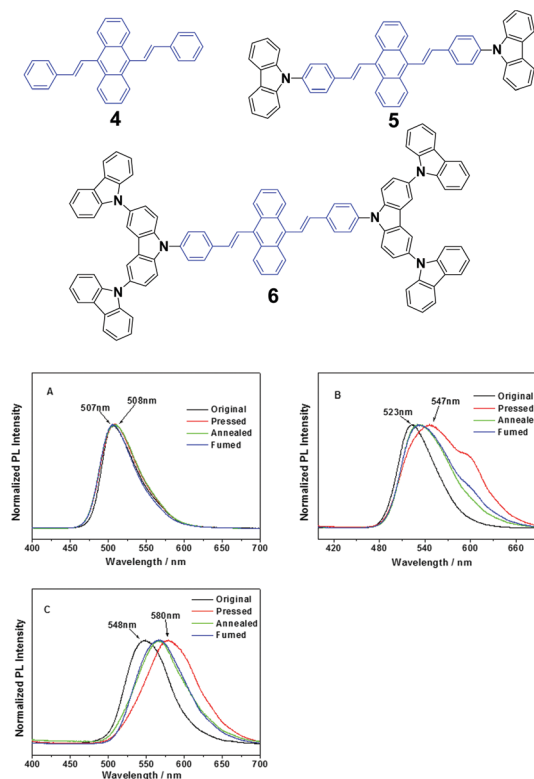 N
N
4
5
N
N
N
N
N
N
6
A
507nm
508nm
Original
Pressed
Annealed
Fumed
Normalized PL Intensity
400 450 500 550 600 650 700
Wavelength / nm
B
523nm
547nm
Original
Pressed
Annealed
Fumed
Normalized PL Intensity
420 480 540 600 660
Wavelength / nm
C
548nm
580nm
Original
Pressed
Annealed
Fumed
Normalized PL Intensity
400 450 500 550 600 650 700
Wavelength / nm